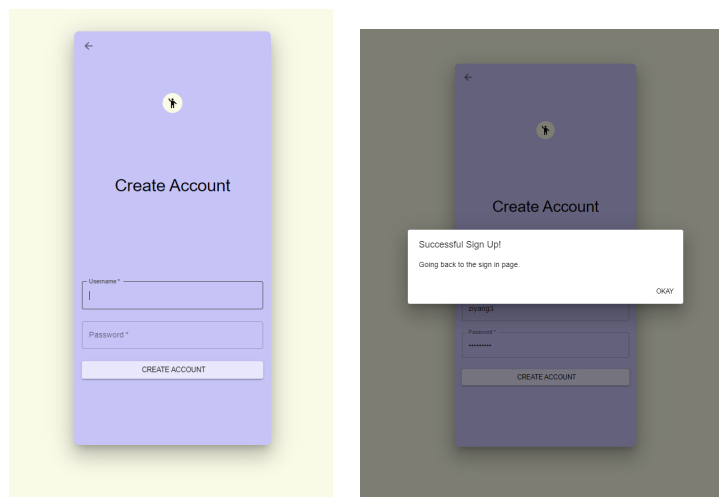 Create Account
Username *
Password *
CREATE ACCOUNT
Create Account
Successful Sign Up!
Going back to the sign in page.
OKAY
ziyang3
Password *
•••••••••
CREATE ACCOUNT